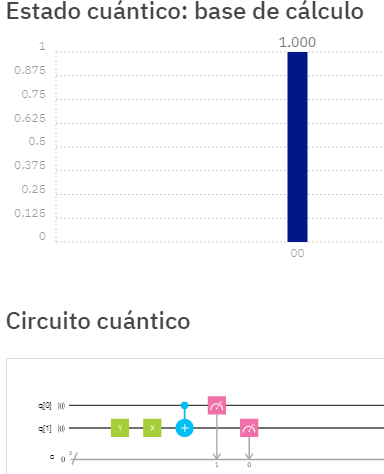 Estado cuántico: base de cálculo
1.000
1
0.875
0.75
0.625
0.5
0.375
0.25
0.125
0
00
Circuito cuántico
q[0] |0⟩
q[1] |0⟩ Y X +
c 0 2
1 0